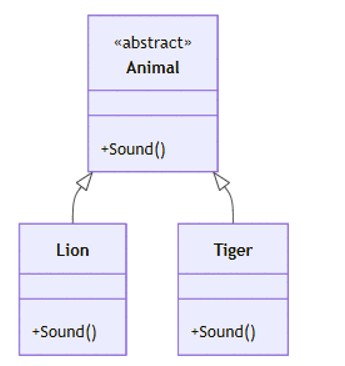 «abstract»
Animal
+Sound()
Lion
+Sound()
Tiger
+Sound()